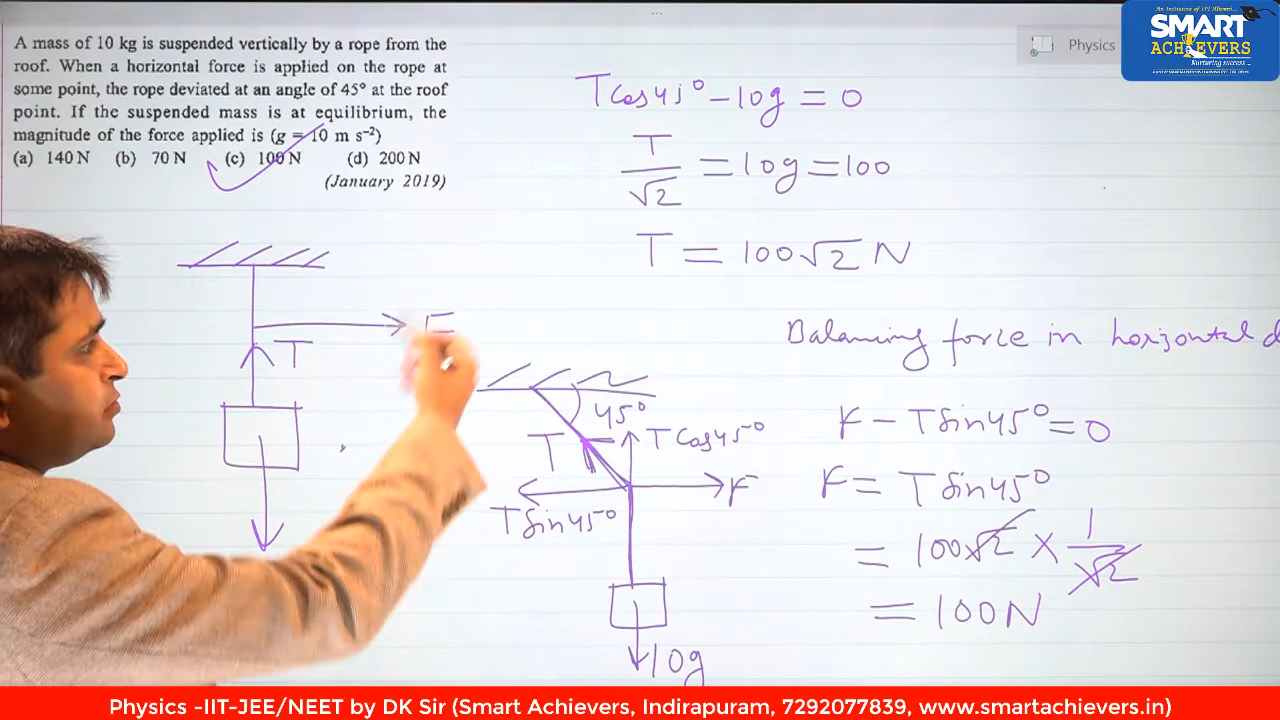 A mass of 10 kg is suspended vertically by a rope from the
roof. When a horizontal force is applied on the rope at
some point, the rope deviated at an angle of 45° at the roof
point. If the suspended mass is at equilibrium, the
magnitude of the force applied is (g = 10 m s⁻²)
(a) 140 N (b) 70 N (c) 100 N (d) 200 N
(January 2019)
An Initiative of IIT Alumni...
SMART
ACHIEVERS
Nurturing success ...
Physics
Tcos45° - 10g = 0
T/√2 = 10g = 100
T = 100√2 N
Balancing force in horizontal d
F - Tsin45° = 0
F = Tsin45°
= 100√2 × 1/√2
= 100N
T
F
45°
T
Tcos45°
F
Tsin45°
10g
Physics -IIT-JEE/NEET by DK Sir (Smart Achievers, Indirapuram, 7292077839, www.smartachievers.in)